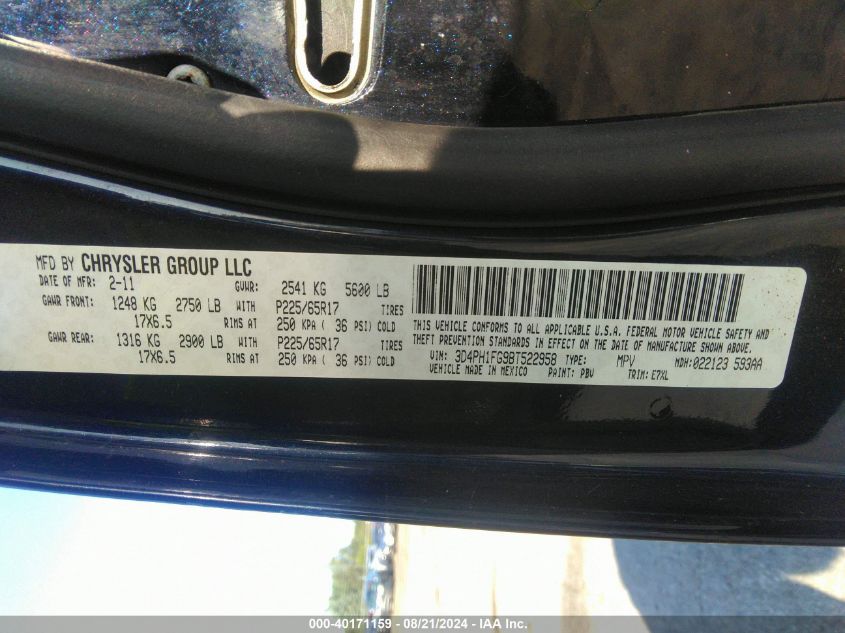 MFD BY CHRYSLER GROUP LLC
DATE OF MFR: 2-11 GVWR: 2541 KG 5600 LB
GAWR FRONT: 1248 KG 2750 LB WITH P225/65R17 TIRES
17X6.5 RIMS AT 250 KPA ( 36 PSI) COLD
GAWR REAR: 1316 KG 2900 LB WITH P225/65R17 TIRES
17X6.5 RIMS AT 250 KPA ( 36 PSI) COLD
THIS VEHICLE CONFORMS TO ALL APPLICABLE U.S.A. FEDERAL MOTOR VEHICLE SAFETY AND
THEFT PREVENTION STANDARDS IN EFFECT ON THE DATE OF MANUFACTURE SHOWN ABOVE.
VIN: 3D4PH1FG9BT522958 TYPE: MPV MDH:022123 593AA
VEHICLE MADE IN MEXICO PAINT: PBV TRIM: E7XL
000-40171159 - 08/21/2024 - IAA Inc.